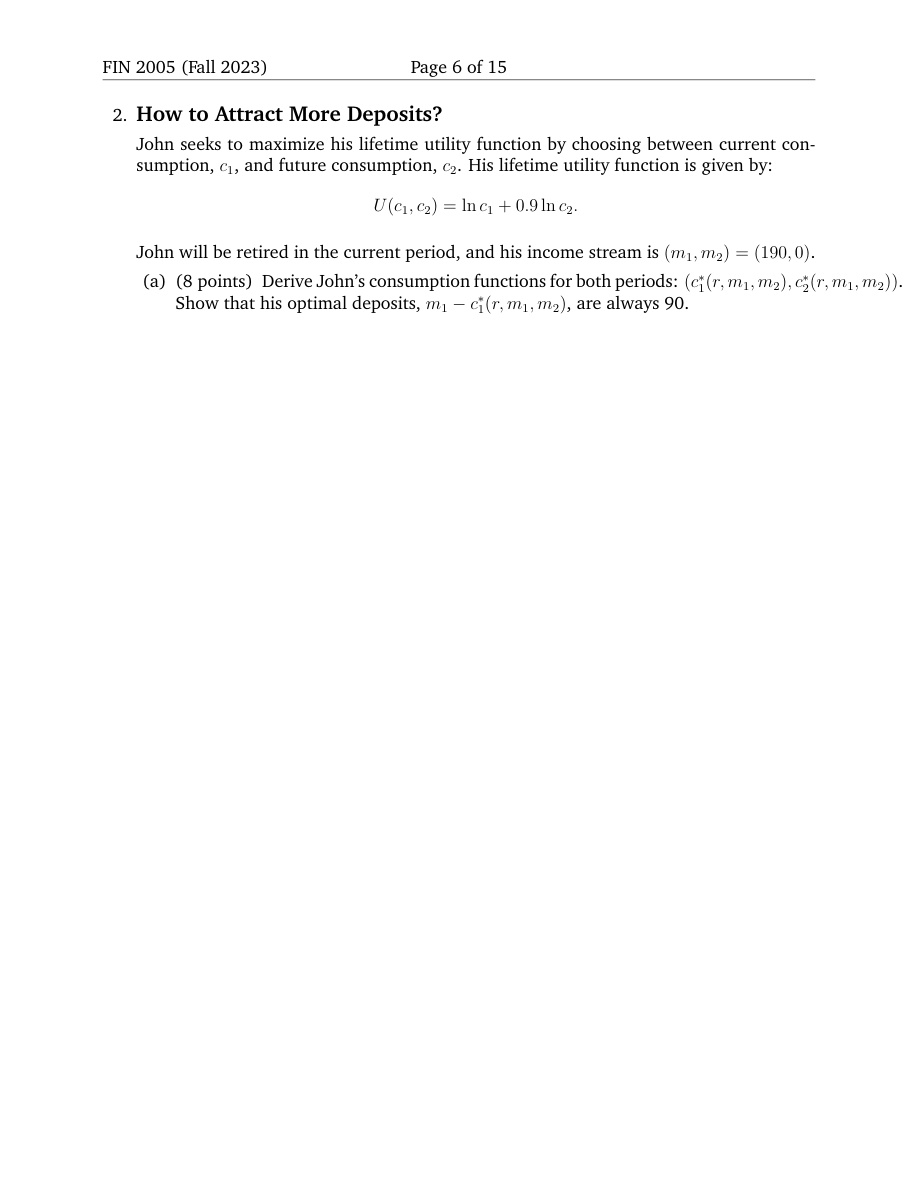 FIN 2005 (Fall 2023) Page 6 of 15
2. How to Attract More Deposits?
John seeks to maximize his lifetime utility function by choosing between current con-
sumption, c₁, and future consumption, c₂. His lifetime utility function is given by:
U(c₁, c₂) = ln c₁ + 0.9 ln c₂.
John will be retired in the current period, and his income stream is (m₁, m₂) = (190, 0).
(a) (8 points) Derive John's consumption functions for both periods: (c₁*(r, m₁, m₂), c₂*(r, m₁, m₂)).
Show that his optimal deposits, m₁ − c₁*(r, m₁, m₂), are always 90.